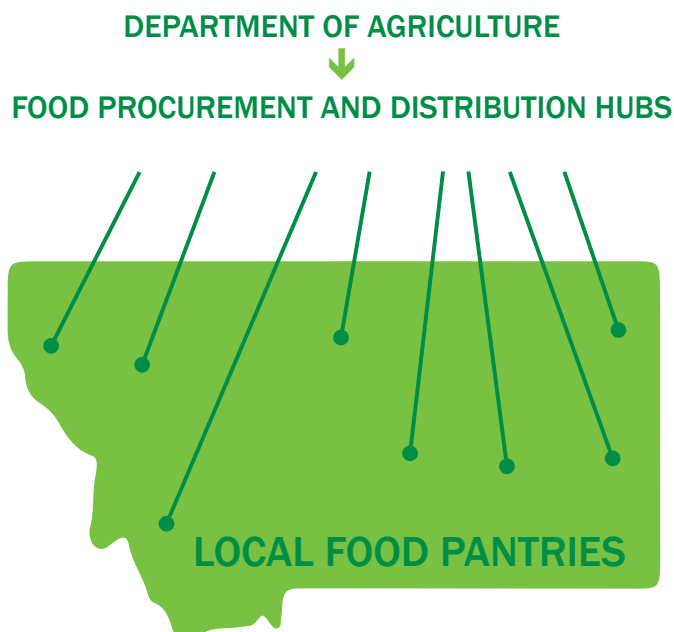 DEPARTMENT OF AGRICULTURE
FOOD PROCUREMENT AND DISTRIBUTION HUBS
LOCAL FOOD PANTRIES